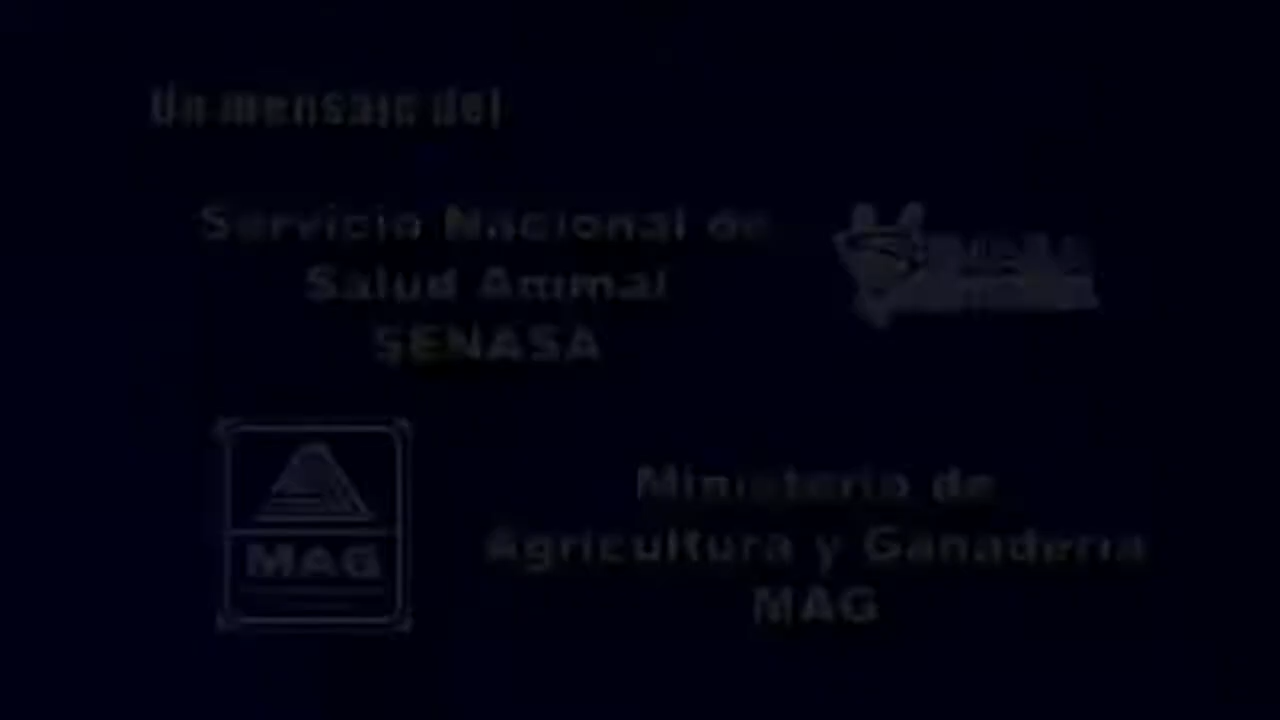 Un mensaje del
Servicio Nacional de
Salud Animal
SENASA
MAG
Ministerio de
Agricultura y Ganadería
MAG